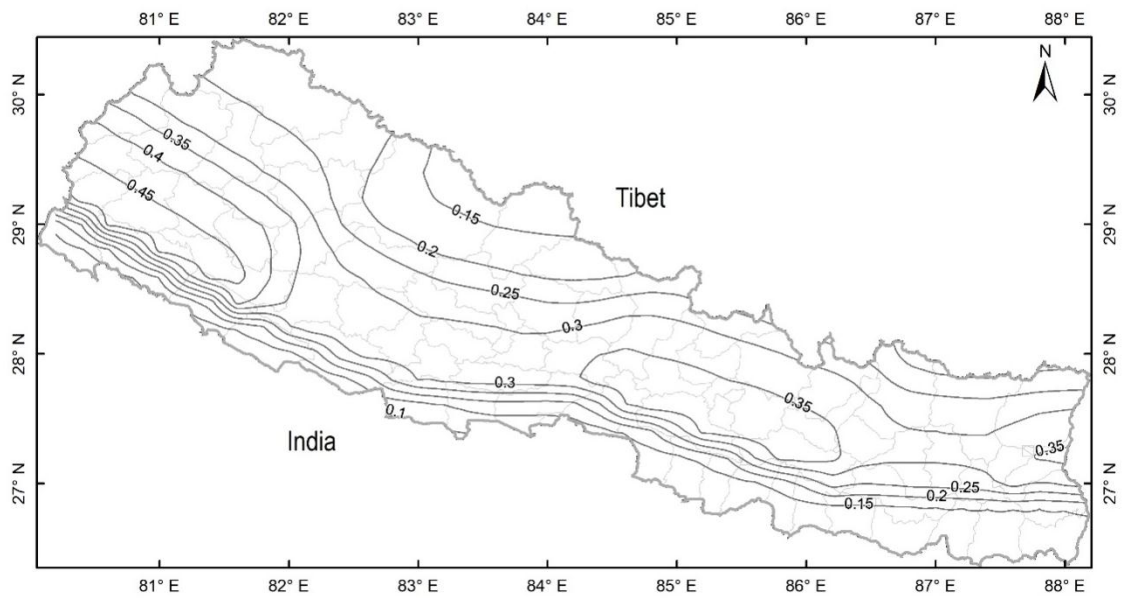 81° E 82° E 83° E 84° E 85° E 86° E 87° E 88° E
N
30° N 30° N
0.35
0.4
0.45
Tibet
0.15
29° N 29° N
0.2
0.25
0.3
28° N 28° N
0.3
0.35
0.1
India
0.35
27° N 27° N
0.25
0.2
0.15
81° E 82° E 83° E 84° E 85° E 86° E 87° E 88° E